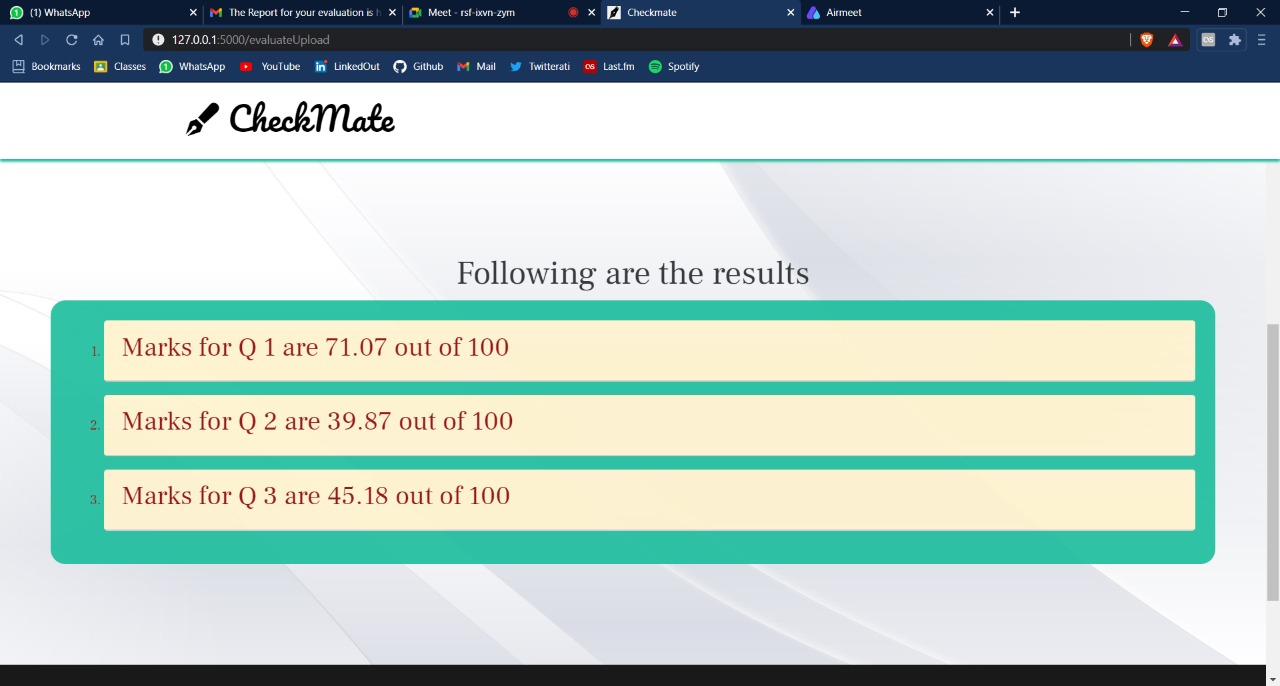 (1) WhatsApp
The Report for your evaluation is h
Meet - rsf-ixvn-zym
Checkmate
Airmeet
127.0.0.1:5000/evaluateUpload
Bookmarks Classes WhatsApp YouTube LinkedOut Github Mail Twitterati Last.fm Spotify
CheckMate
Following are the results
1. Marks for Q 1 are 71.07 out of 100
2. Marks for Q 2 are 39.87 out of 100
3. Marks for Q 3 are 45.18 out of 100